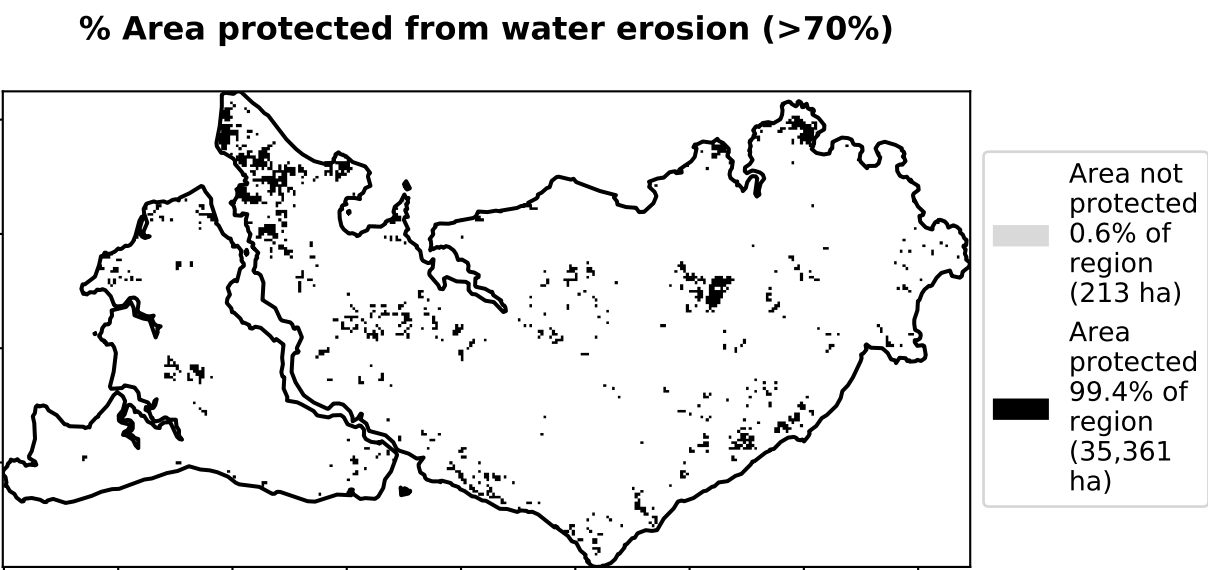 % Area protected from water erosion (>70%)
Area not
protected
0.6% of
region
(213 ha)
Area
protected
99.4% of
region
(35,361
ha)